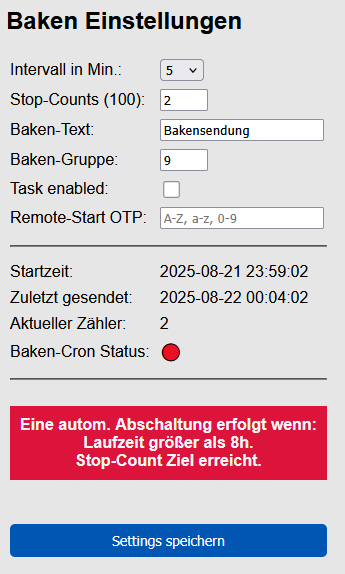 Baken Einstellungen
Intervall in Min.: 5
Stop-Counts (100): 2
Baken-Text: Bakensendung
Baken-Gruppe: 9
Task enabled:
Remote-Start OTP: A-Z, a-z, 0-9
Startzeit: 2025-08-21 23:59:02
Zuletzt gesendet: 2025-08-22 00:04:02
Aktueller Zähler: 2
Baken-Cron Status:
Eine autom. Abschaltung erfolgt wenn:
Laufzeit größer als 8h.
Stop-Count Ziel erreicht.
Settings speichern